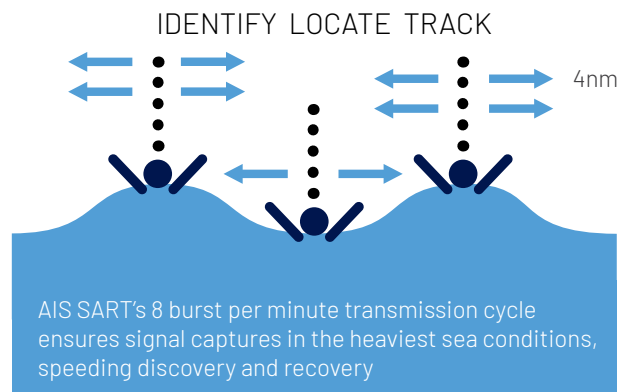 IDENTIFY LOCATE TRACK
4nm
AIS SART's 8 burst per minute transmission cycle
ensures signal captures in the heaviest sea conditions,
speeding discovery and recovery